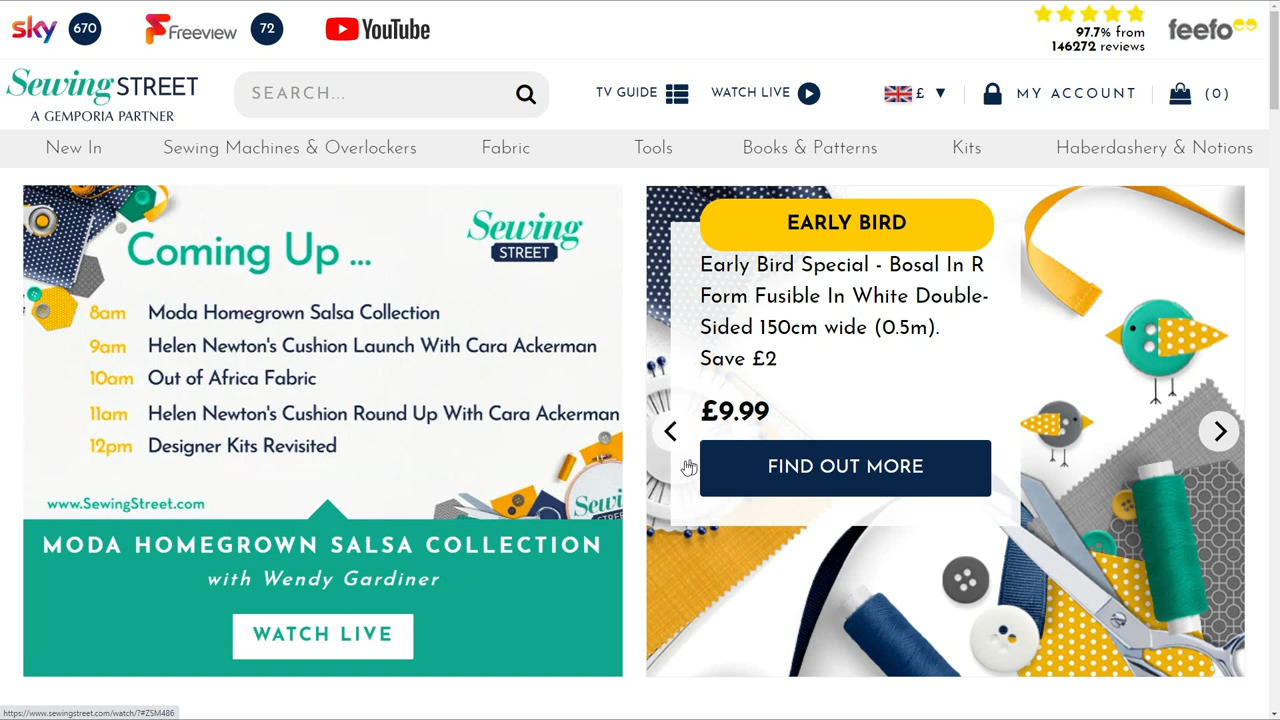 sky 670 Freeview 72 YouTube
97.7% from
146272 reviews
feefo
Sewing STREET
A GEMPORIA PARTNER
SEARCH...
TV GUIDE
WATCH LIVE
£ ▼
MY ACCOUNT
(0)
New In Sewing Machines & Overlockers Fabric Tools Books & Patterns Kits Haberdashery & Notions
Coming Up ...
Sewing
STREET
8am Moda Homegrown Salsa Collection
9am Helen Newton's Cushion Launch With Cara Ackerman
10am Out of Africa Fabric
11am Helen Newton's Cushion Round Up With Cara Ackerman
12pm Designer Kits Revisited
www.SewingStreet.com
Sewing
MODA HOMEGROWN SALSA COLLECTION
with Wendy Gardiner
WATCH LIVE
EARLY BIRD
Early Bird Special - Bosal In R
Form Fusible In White Double-
Sided 150cm wide (0.5m).
Save £2
£9.99
FIND OUT MORE
https://www.sewingstreet.com/watch/?#ZSM486